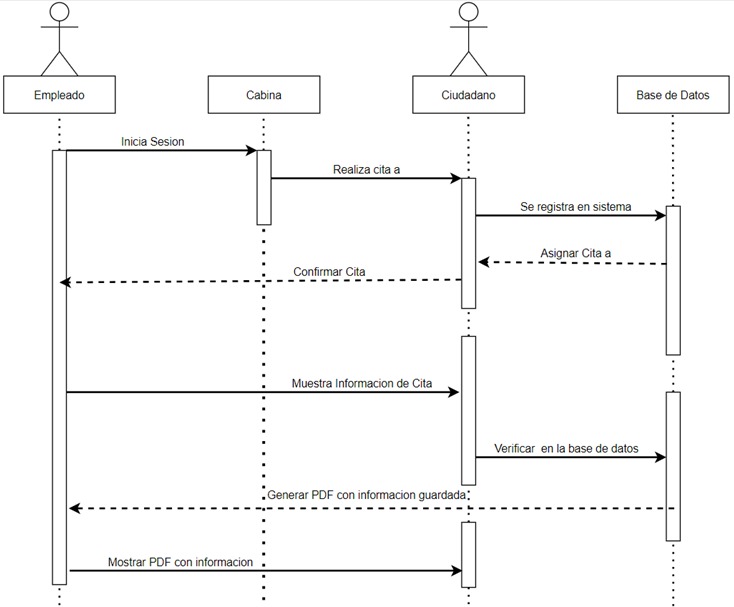 Empleado
Cabina
Ciudadano
Base de Datos
Inicia Sesion
Realiza cita a
Se registra en sistema
Asignar Cita a
Confirmar Cita
Muestra Informacion de Cita
Verificar en la base de datos
Generar PDF con informacion guardada
Mostrar PDF con informacion